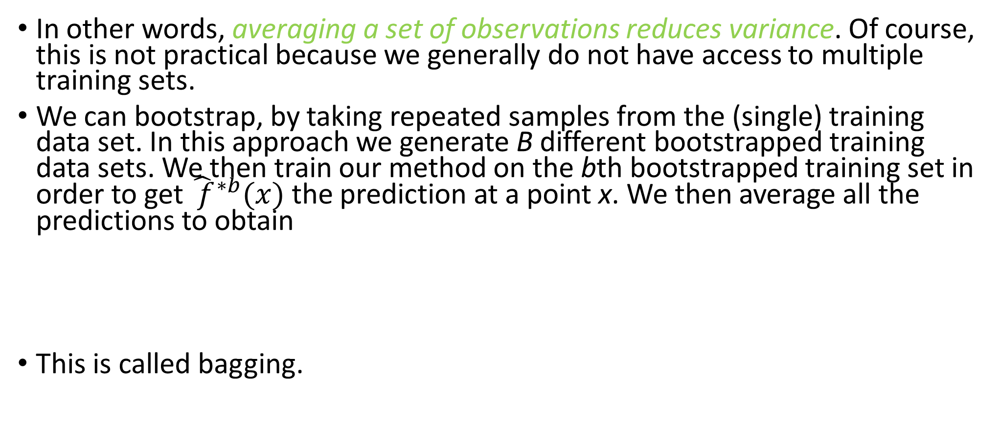 • In other words, averaging a set of observations reduces variance. Of course,
this is not practical because we generally do not have access to multiple
training sets.
• We can bootstrap, by taking repeated samples from the (single) training
data set. In this approach we generate B different bootstrapped training
data sets. We then train our method on the bth bootstrapped training set in
order to get f̂*ᵇ(x) the prediction at a point x. We then average all the
predictions to obtain
• This is called bagging.